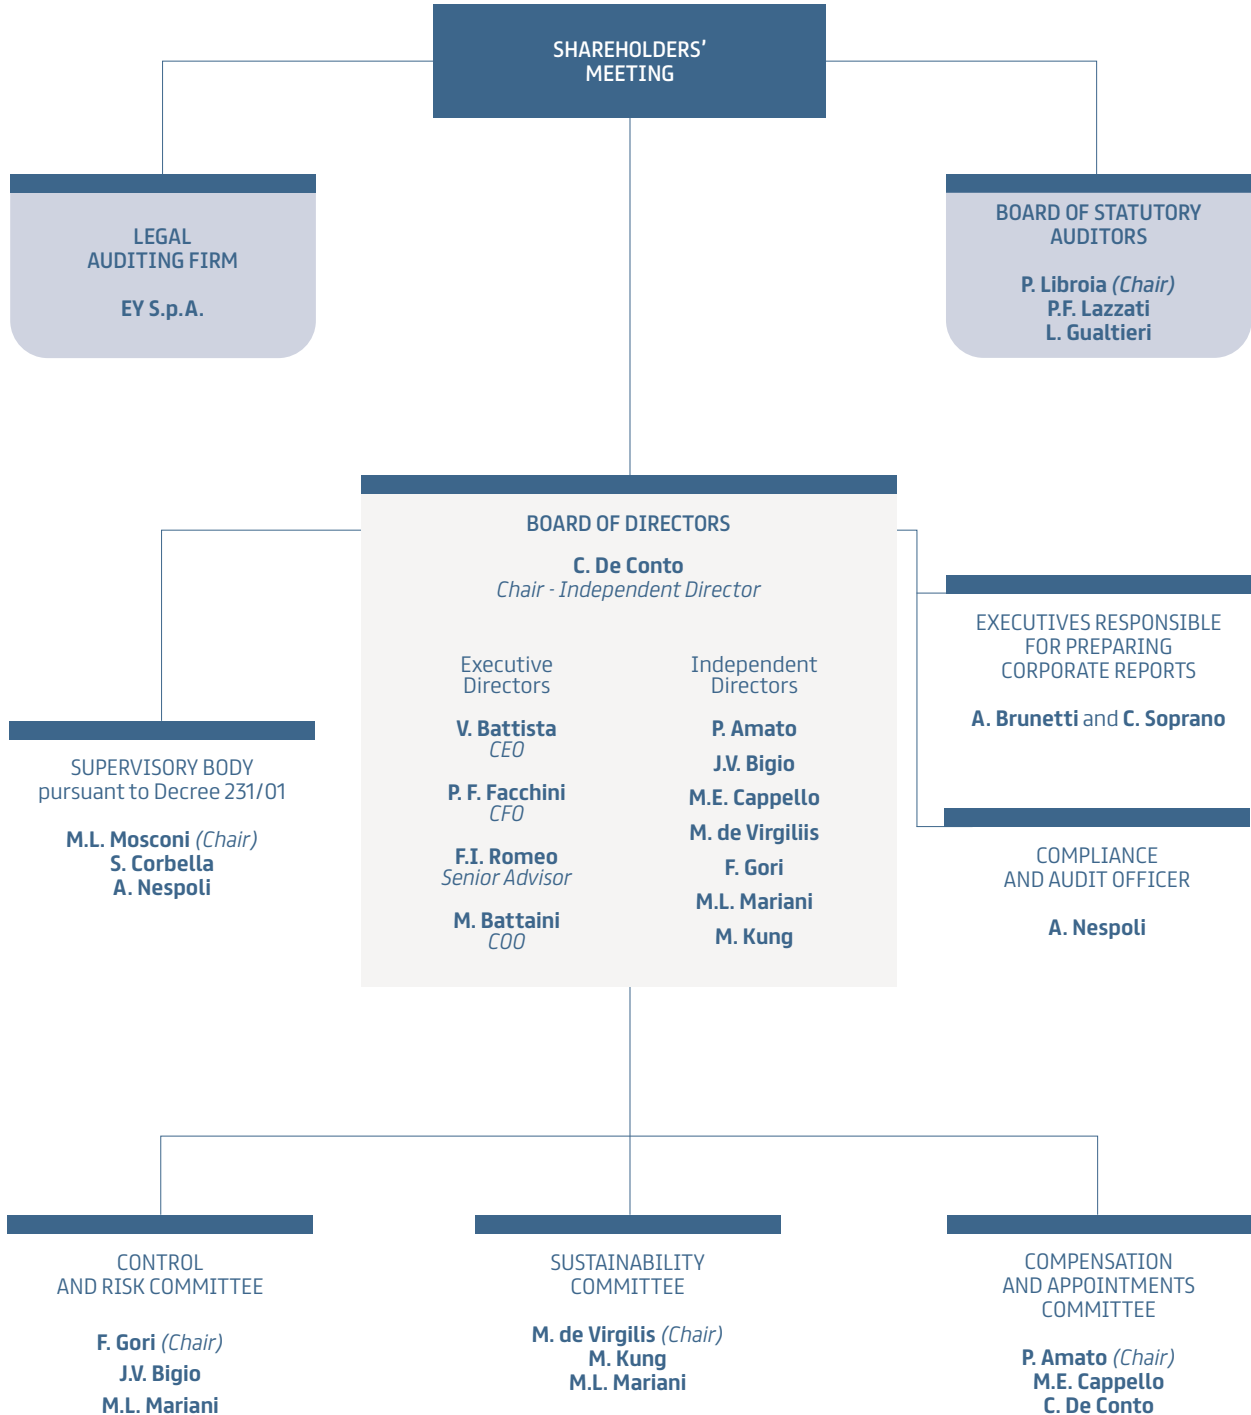 SHAREHOLDERS’
MEETING
LEGAL
AUDITING FIRM
EY S.p.A.
BOARD OF STATUTORY
AUDITORS
P. Libroia (Chair)
P.F. Lazzati
L. Gualtieri
BOARD OF DIRECTORS
C. De Conto
Chair - Independent Director
Executive
Directors
V. Battista
CEO
P. F. Facchini
CFO
F.I. Romeo
Senior Advisor
M. Battaini
COO
Independent
Directors
P. Amato
J.V. Bigio
M.E. Cappello
M. de Virgiliis
F. Gori
M.L. Mariani
M. Kung
EXECUTIVES RESPONSIBLE
FOR PREPARING
CORPORATE REPORTS
A. Brunetti and C. Soprano
SUPERVISORY BODY
pursuant to Decree 231/01
M.L. Mosconi (Chair)
S. Corbella
A. Nespoli
COMPLIANCE
AND AUDIT OFFICER
A. Nespoli
CONTROL
AND RISK COMMITTEE
F. Gori (Chair)
J.V. Bigio
M.L. Mariani
SUSTAINABILITY
COMMITTEE
M. de Virgilis (Chair)
M. Kung
M.L. Mariani
COMPENSATION
AND APPOINTMENTS
COMMITTEE
P. Amato (Chair)
M.E. Cappello
C. De Conto